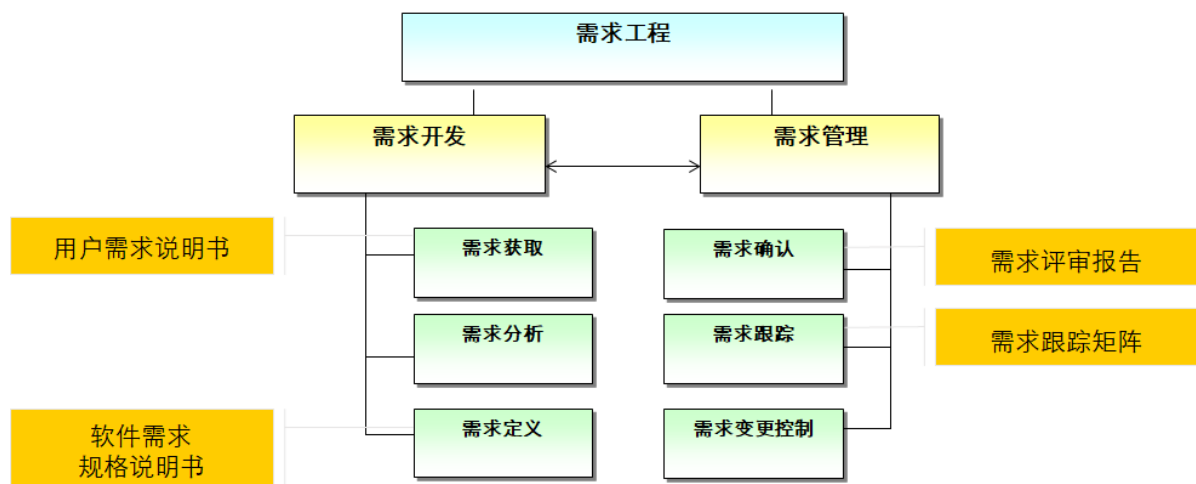 需求工程
需求开发
需求管理
用户需求说明书
需求获取
需求确认
需求评审报告
需求分析
需求跟踪
需求跟踪矩阵
软件需求
规格说明书
需求定义
需求变更控制